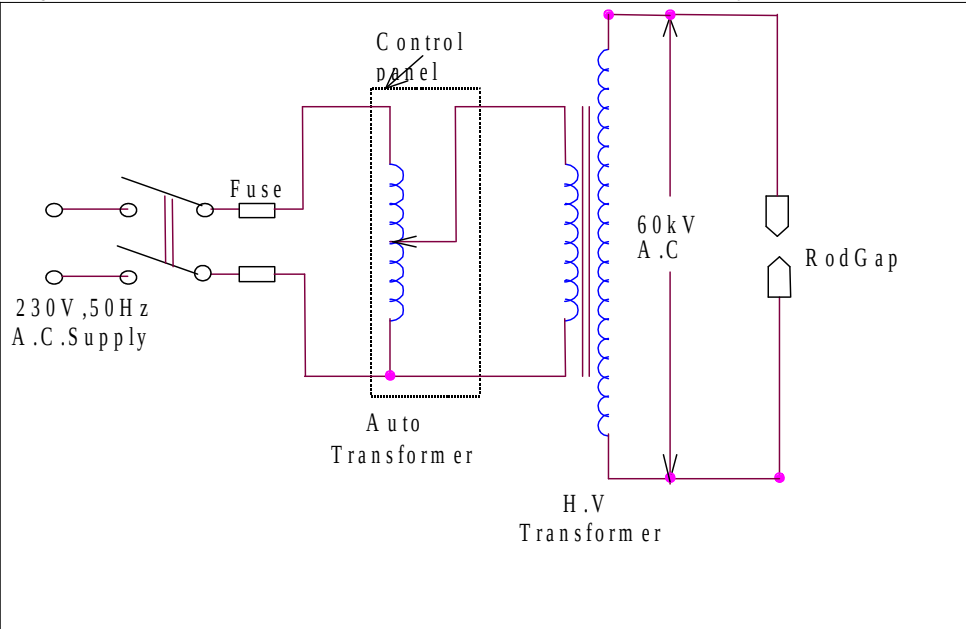 Control
panel
Fuse
230V,50Hz
A.C.Supply
60kV
A.C
RodGap
Auto
Transformer
H.V
Transformer